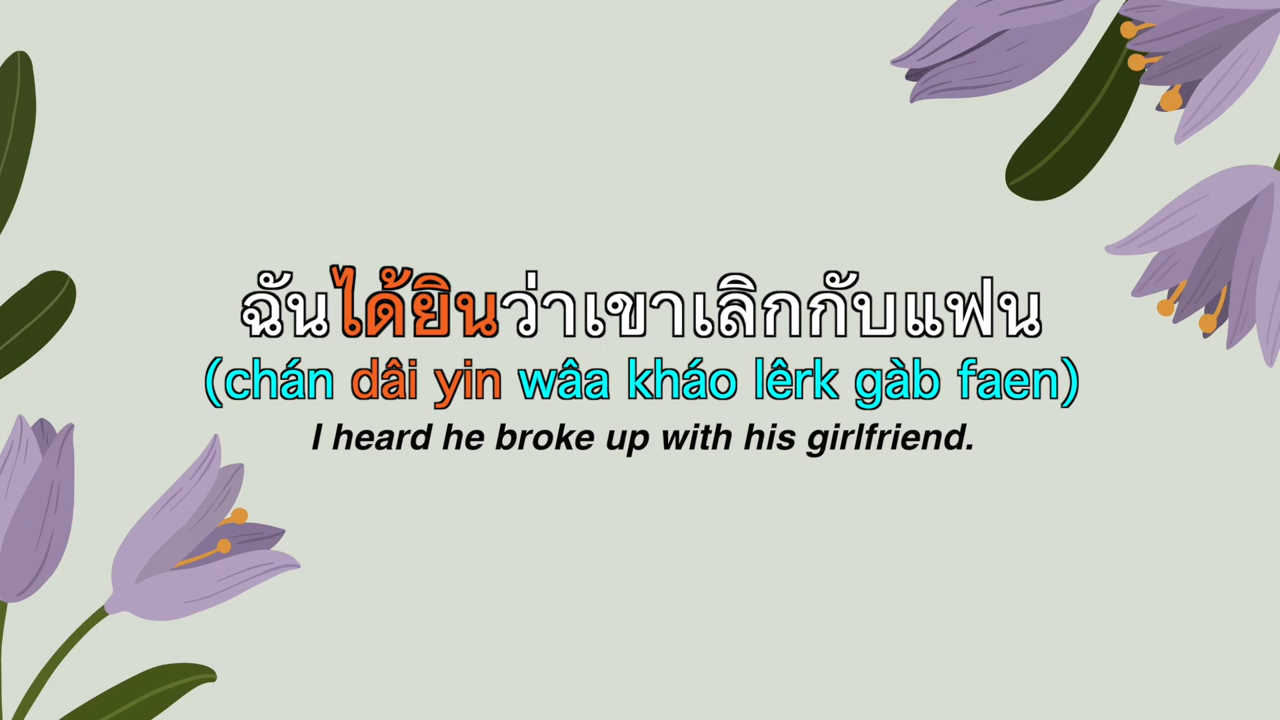 ฉันได้ยินว่าเขาเลิกกับแฟน
(chán dâi yin wâa kháo lêrk gàb faen)
I heard he broke up with his girlfriend.